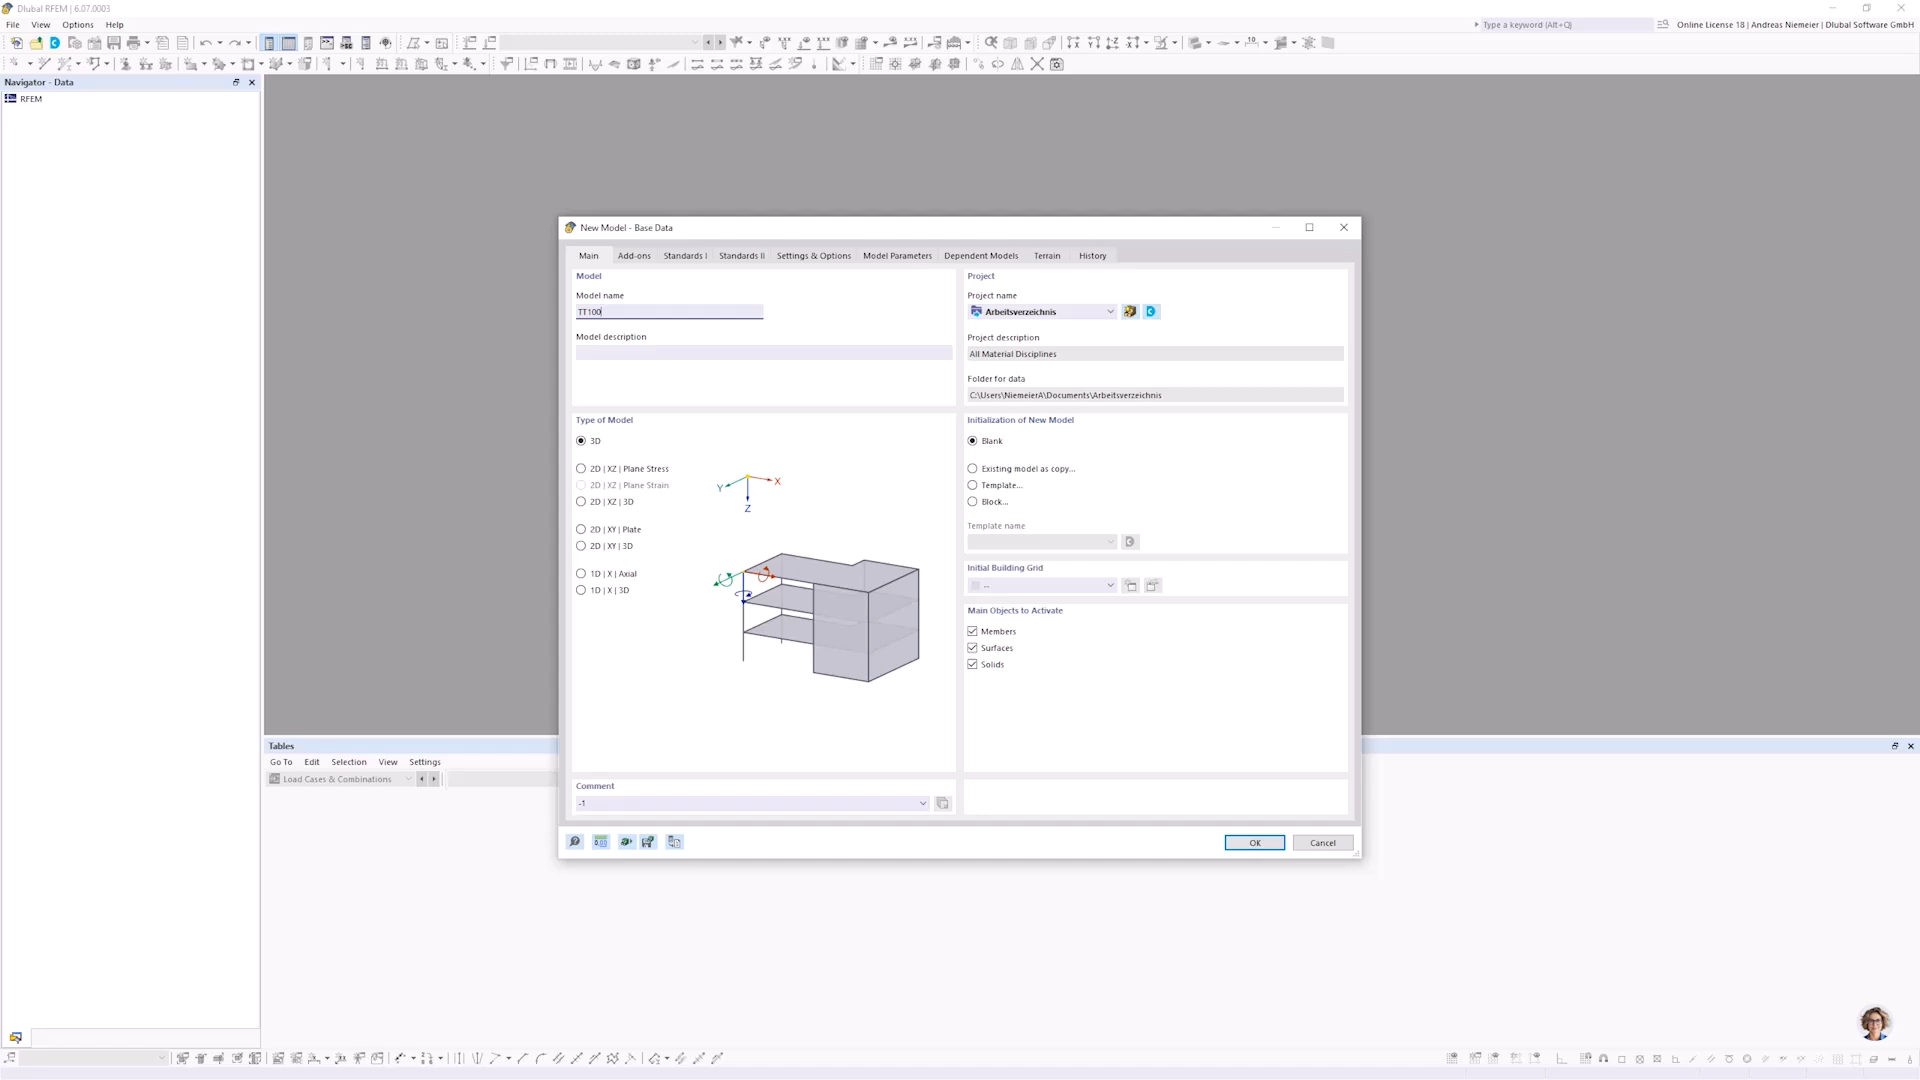 Dlubal RFEM | 6.07.0003
File View Options Help
Type a keyword (Alt+Q)
Online License 18 | Andreas Niemeier | Dlubal Software GmbH
Navigator - Data
RFEM
New Model - Base Data
Main Add-ons Standards I Standards II Settings & Options Model Parameters Dependent Models Terrain History
Model
Model name
TT100
Model description
Project
Project name
Arbeitsverzeichnis
Project description
All Material Disciplines
Folder for data
C:\Users\NiemeierA\Documents\Arbeitsverzeichnis
Type of Model
3D
2D | XZ | Plane Stress
2D | XZ | Plane Strain
2D | XZ | 3D
2D | XY | Plate
2D | XY | 3D
1D | X | Axial
1D | X | 3D
Y X
Z
Initialization of New Model
Blank
Existing model as copy...
Template...
Block...
Template name
Initial Building Grid
--
Main Objects to Activate
Members
Surfaces
Solids
Comment
-1
OK Cancel
Tables
Go To Edit Selection View Settings
Load Cases & Combinations